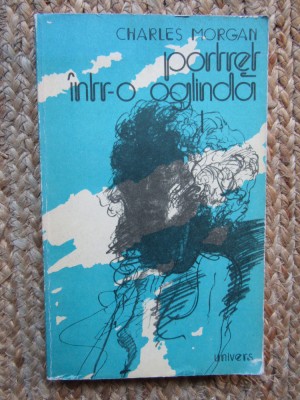 CHARLES MORGAN
portret
într-o oglindă
univers